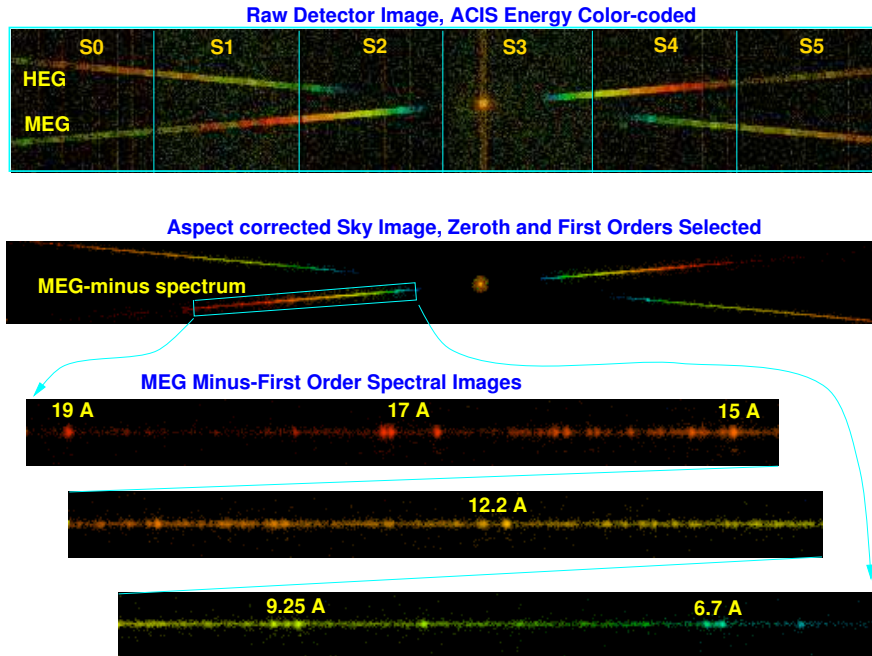 Raw Detector Image, ACIS Energy Color-coded
S0 S1 S2 S3 S4 S5
HEG
MEG
Aspect corrected Sky Image, Zeroth and First Orders Selected
MEG-minus spectrum
MEG Minus-First Order Spectral Images
19 A 17 A 15 A
12.2 A
9.25 A 6.7 A